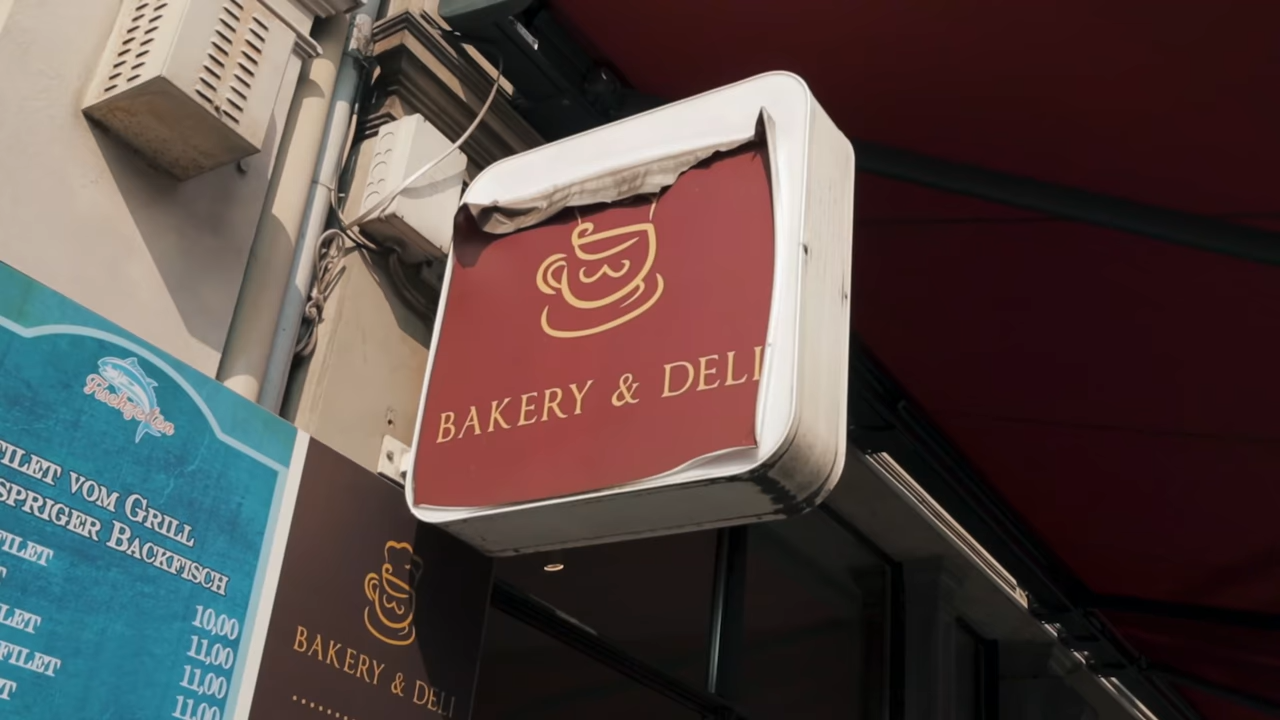 BAKERY & DELI
Fischzeiten
FILET VOM GRILL
SPRIGER BACKFISCH
FILET
10,00
11,00
FILET
11,00
11,00
BAKERY & DELI